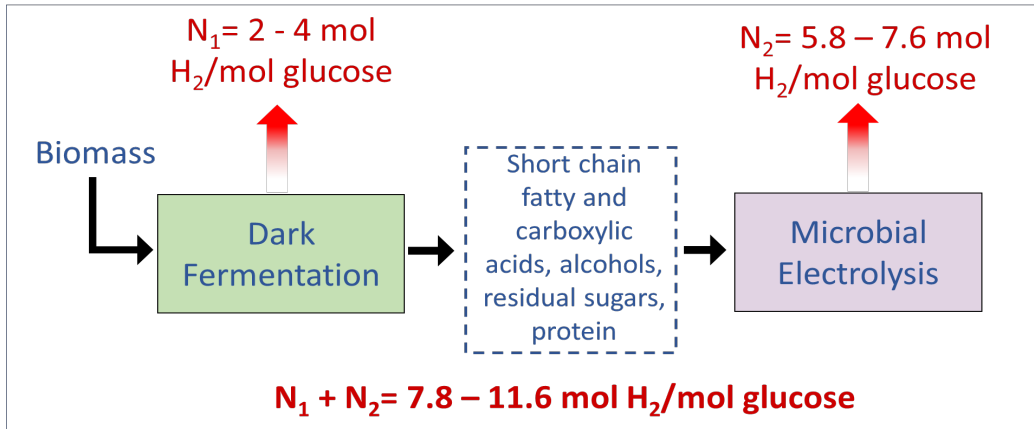 N₁= 2 - 4 mol
H₂/mol glucose
N₂= 5.8 – 7.6 mol
H₂/mol glucose
Biomass
Dark
Fermentation
Short chain
fatty and
carboxylic
acids, alcohols,
residual sugars,
protein
Microbial
Electrolysis
N₁ + N₂= 7.8 – 11.6 mol H₂/mol glucose